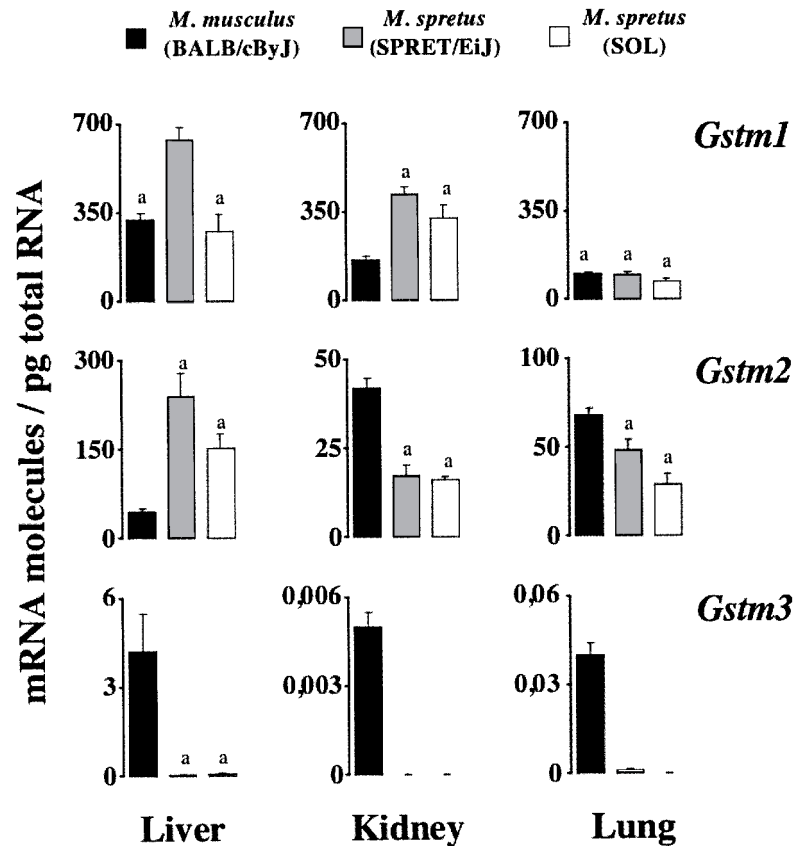 M. musculus
(BALB/cByJ)
M. spretus
(SPRET/EiJ)
M. spretus
(SOL)
mRNA molecules / pg total RNA
700
350
0
a
a
700
350
0
a
a
700
350
0
a
a
a
Gstm1
300
150
0
a
a
50
25
0
a
a
100
50
0
a
a
Gstm2
6
3
0
a
a
0,006
0,003
0
0,06
0,03
0
Gstm3
Liver
Kidney
Lung